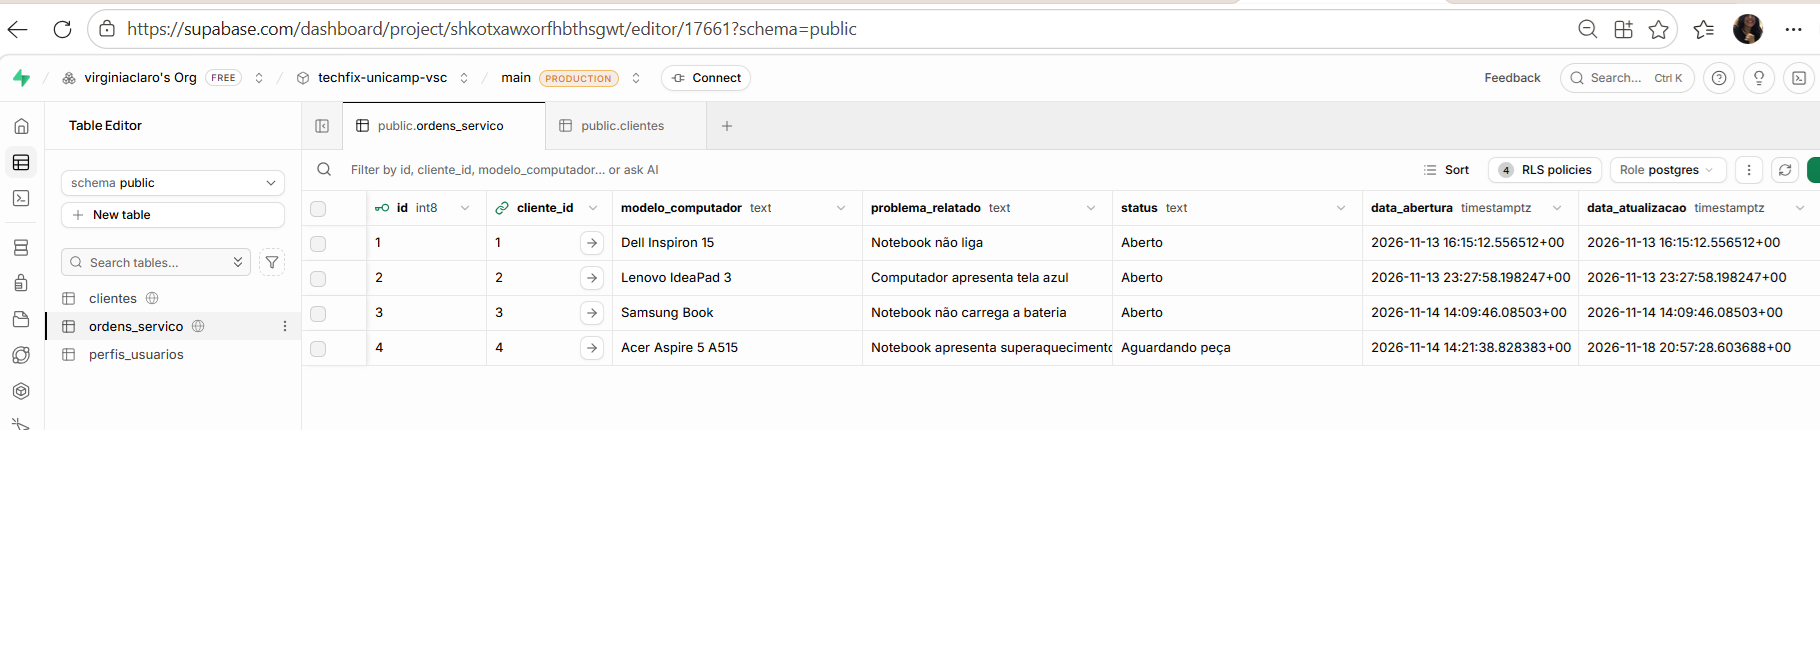 https://supabase.com/dashboard/project/shkotxawxorfhbthsgwt/editor/17661?schema=public
virginiaclaro's Org FREE techfix-unicamp-vsc main PRODUCTION Connect Feedback Search... Ctrl K
Table Editor
public.ordens_servico public.clientes
schema public
New table
Search tables...
clientes
ordens_servico
perfis_usuarios
Filter by id, cliente_id, modelo_computador... or ask AI Sort 4 RLS policies Role postgres
id int8 cliente_id modelo_computador text problema_relatado text status text data_abertura timestamptz data_atualizacao timestamptz
1 1 Dell Inspiron 15 Notebook não liga Aberto 2026-11-13 16:15:12.556512+00 2026-11-13 16:15:12.556512+00
2 2 Lenovo IdeaPad 3 Computador apresenta tela azul Aberto 2026-11-13 23:27:58.198247+00 2026-11-13 23:27:58.198247+00
3 3 Samsung Book Notebook não carrega a bateria Aberto 2026-11-14 14:09:46.08503+00 2026-11-14 14:09:46.08503+00
4 4 Acer Aspire 5 A515 Notebook apresenta superaquecimento Aguardando peça 2026-11-14 14:21:38.828383+00 2026-11-18 20:57:28.603688+00